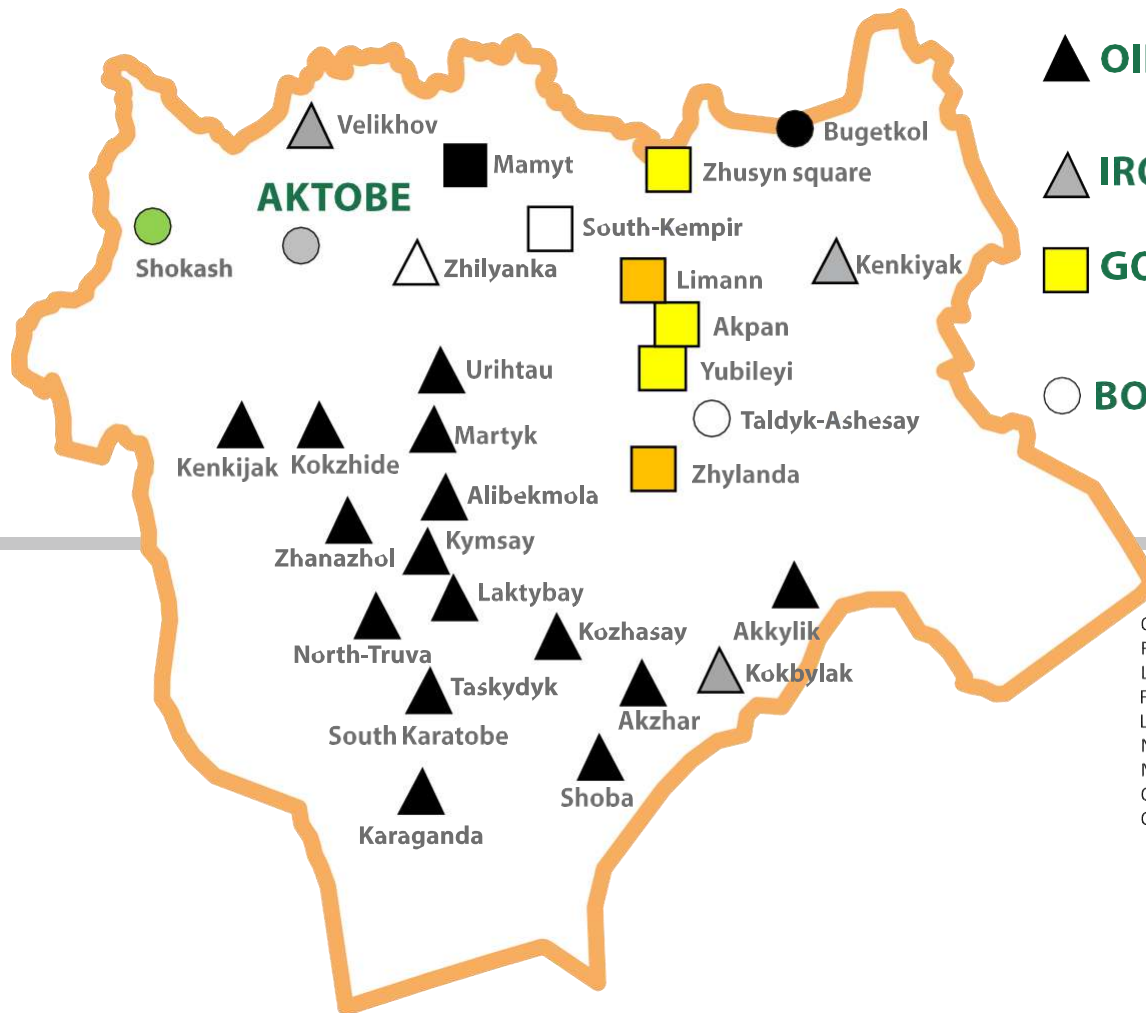 OI
Velikhov
Bugetkol
Mamyt
Zhusyn square
IRO
AKTOBE
South-Kempir
Shokash
Zhilyanka
Kenkiyak
GO
Limann
Akpan
Urihtau
Yubileyi
BO
Taldyk-Ashesay
Martyk
Kenkijak
Kokzhide
Zhylanda
Alibekmola
Kymsay
Zhanazhol
Laktybay
Kozhasay
Akkylik
North-Truva
Kokbylak
Taskydyk
Akzhar
South Karatobe
Shoba
Karaganda